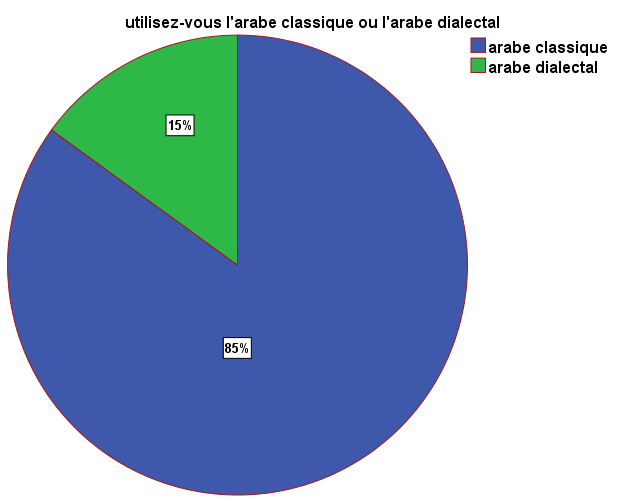 utilisez-vous l'arabe classique ou l'arabe dialectal
arabe classique
arabe dialectal
15%
85%